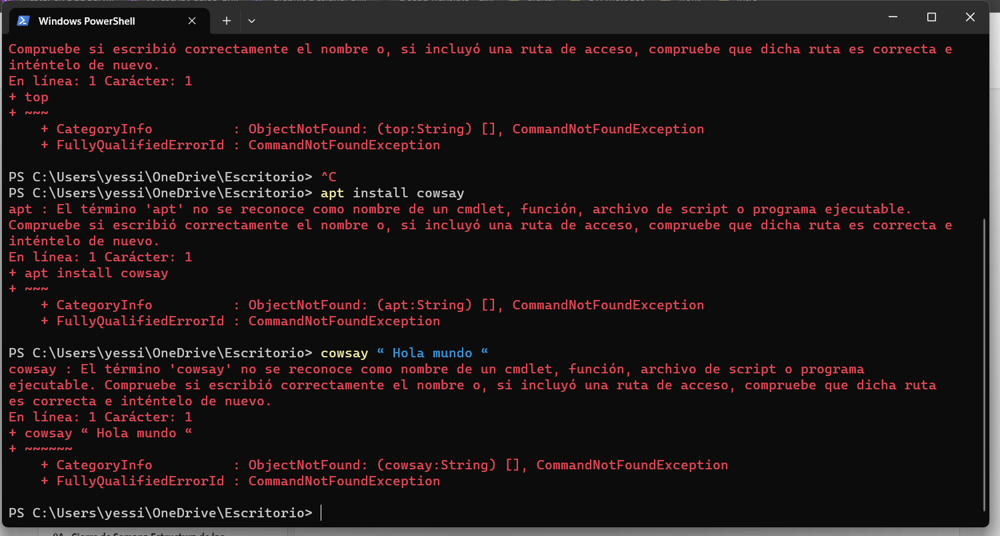 Windows PowerShell
Compruebe si escribió correctamente el nombre o, si incluyó una ruta de acceso, compruebe que dicha ruta es correcta e
inténtelo de nuevo.
En línea: 1 Carácter: 1
+ top
+ ~~~
    + CategoryInfo          : ObjectNotFound: (top:String) [], CommandNotFoundException
    + FullyQualifiedErrorId : CommandNotFoundException

PS C:\Users\yessi\OneDrive\Escritorio> ^C
PS C:\Users\yessi\OneDrive\Escritorio> apt install cowsay
apt : El término 'apt' no se reconoce como nombre de un cmdlet, función, archivo de script o programa ejecutable.
Compruebe si escribió correctamente el nombre o, si incluyó una ruta de acceso, compruebe que dicha ruta es correcta e
inténtelo de nuevo.
En línea: 1 Carácter: 1
+ apt install cowsay
+ ~~~
    + CategoryInfo          : ObjectNotFound: (apt:String) [], CommandNotFoundException
    + FullyQualifiedErrorId : CommandNotFoundException

PS C:\Users\yessi\OneDrive\Escritorio> cowsay “ Hola mundo “
cowsay : El término 'cowsay' no se reconoce como nombre de un cmdlet, función, archivo de script o programa
ejecutable. Compruebe si escribió correctamente el nombre o, si incluyó una ruta de acceso, compruebe que dicha ruta
es correcta e inténtelo de nuevo.
En línea: 1 Carácter: 1
+ cowsay “ Hola mundo “
+ ~~~~~~
    + CategoryInfo          : ObjectNotFound: (cowsay:String) [], CommandNotFoundException
    + FullyQualifiedErrorId : CommandNotFoundException

PS C:\Users\yessi\OneDrive\Escritorio>